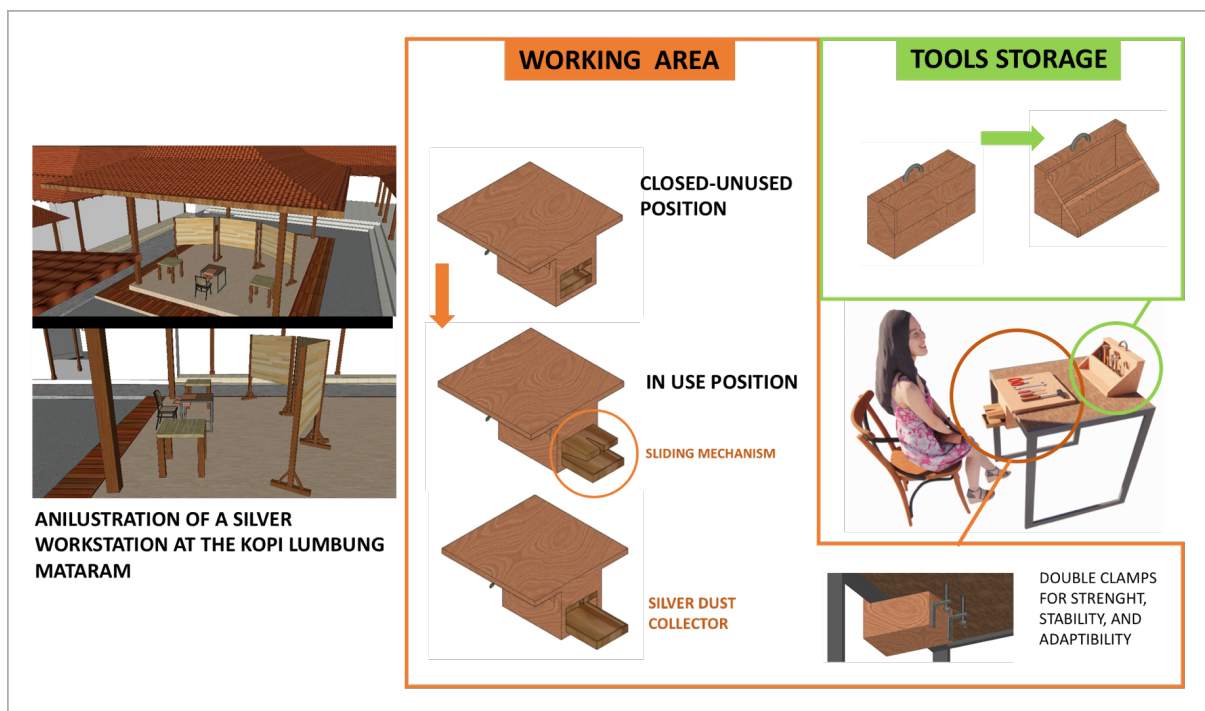 WORKING AREA
TOOLS STORAGE
CLOSED-UNUSED
POSITION
IN USE POSITION
SLIDING MECHANISM
SILVER DUST
COLLECTOR
ANILUSTRATION OF A SILVER
WORKSTATION AT THE KOPI LUMBUNG
MATARAM
DOUBLE CLAMPS
FOR STRENGHT,
STABILITY, AND
ADAPTIBILITY